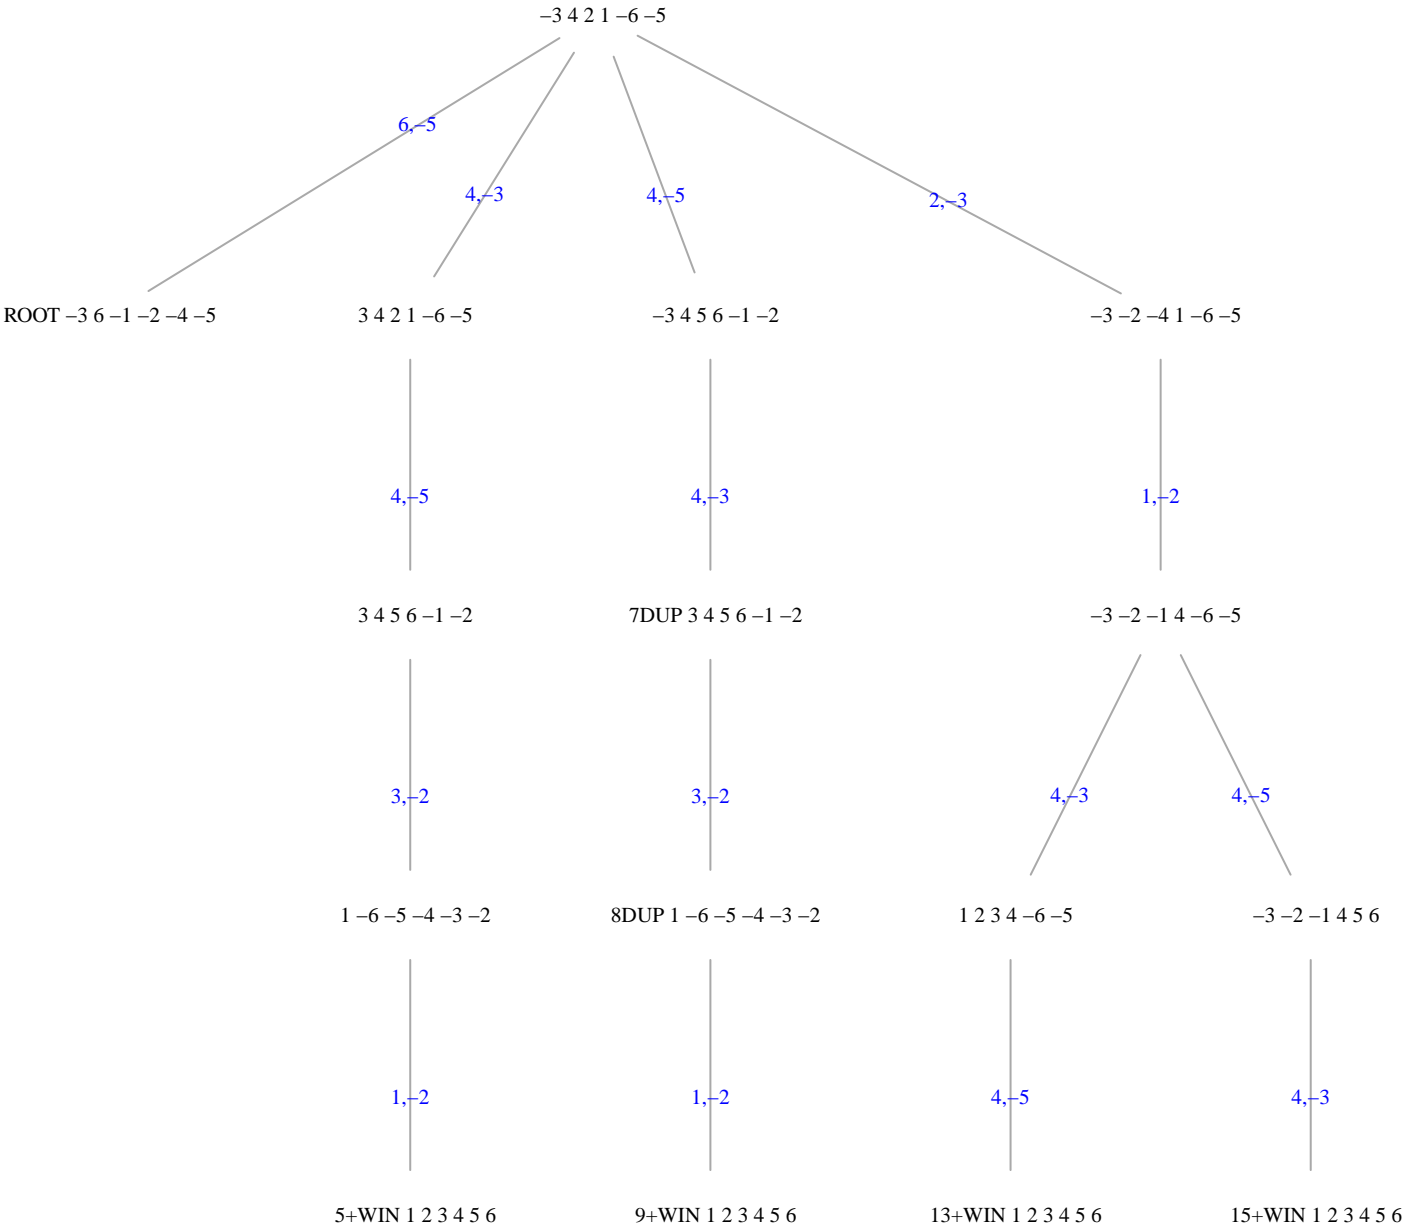 −3 4 2 1 −6 −5
6,−5
4,−3
4,−5
2,−3
ROOT −3 6 −1 −2 −4 −5
3 4 2 1 −6 −5
−3 4 5 6 −1 −2
−3 −2 −4 1 −6 −5
4,−5
4,−3
1,−2
3 4 5 6 −1 −2
7DUP 3 4 5 6 −1 −2
−3 −2 −1 4 −6 −5
3,−2
3,−2
4,−3
4,−5
1 −6 −5 −4 −3 −2
8DUP 1 −6 −5 −4 −3 −2
1 2 3 4 −6 −5
−3 −2 −1 4 5 6
1,−2
1,−2
4,−5
4,−3
5+WIN 1 2 3 4 5 6
9+WIN 1 2 3 4 5 6
13+WIN 1 2 3 4 5 6
15+WIN 1 2 3 4 5 6